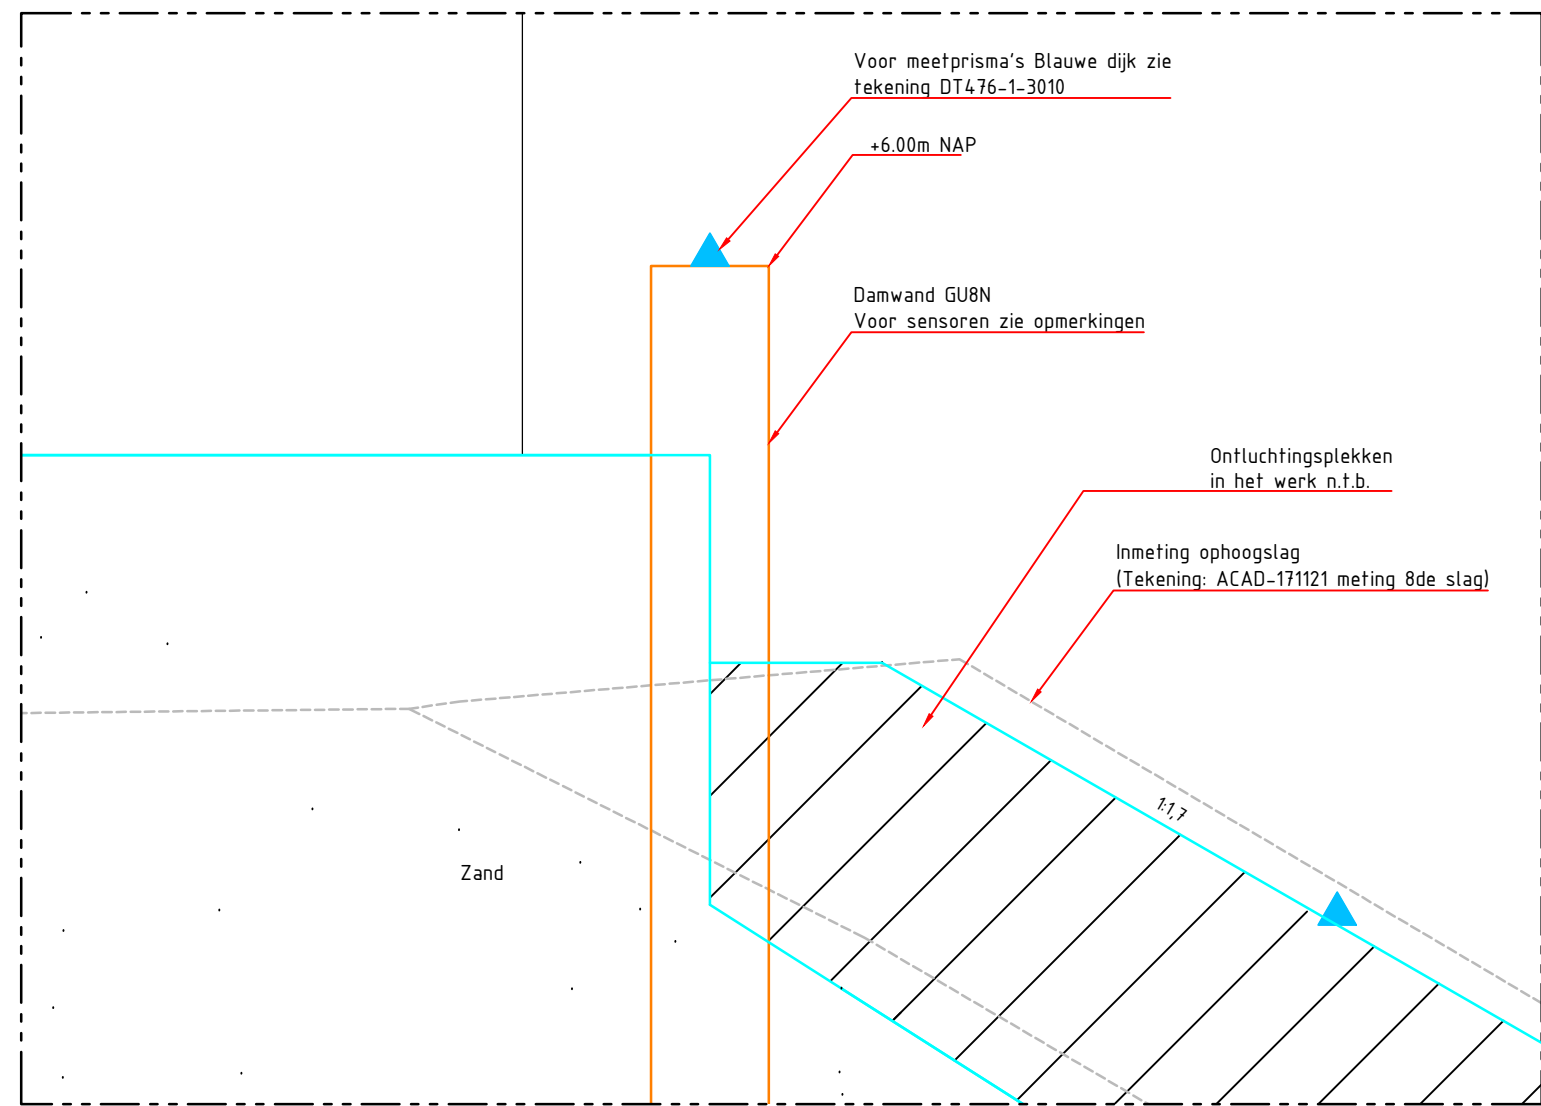 Voor meetprisma's Blauwe dijk zie
tekening DT476-1-3010
+6.00m NAP
Damwand GU8N
Voor sensoren zie opmerkingen
Ontluchtingsplekken
in het werk n.t.b.
Inmeting ophoogslag
(Tekening: ACAD-171121 meting 8de slag)
1:1,7
Zand